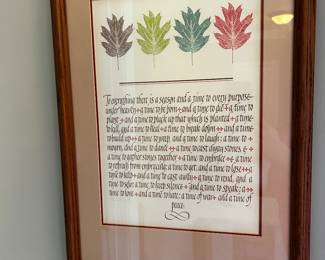 To everything there is a season and a time to every purpose
under heaven a time to be born and a time to die a time to
plant and a time to pluck up that which is planted a time
to kill, and a time to heal a time to break down and a time
to build up a time to weep, and a time to laugh a time to
mourn, and a time to dance a time to cast away stones &
a time to gather stones together a time to embrace & a time
to refrain from embracing a time to get, and a time to lose a
time to keep and a time to cast away a time to rend, and a
time to sew a time to keep silence and a time to speak; a
time to love and a time to hate; a time of war and a time of
peace